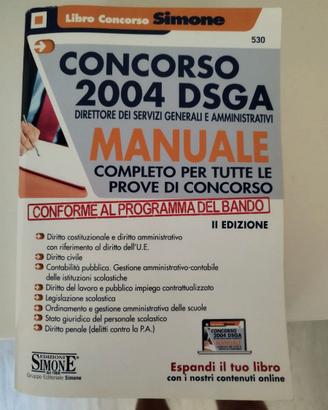 Libro Concorso Simone
530
CONCORSO
2004 DSGA
DIRETTORE DEI SERVIZI GENERALI E AMMINISTRATIVI
MANUALE
COMPLETO PER TUTTE LE
PROVE DI CONCORSO
CONFORME AL PROGRAMMA DEL BANDO
II EDIZIONE
Diritto costituzionale e diritto amministrativo
con riferimento al diritto dell'U.E.
Diritto civile
Contabilità pubblica. Gestione amministrativo-contabile
delle istituzioni scolastiche
Diritto del lavoro e pubblico impiego contrattualizzato
Legislazione scolastica
Ordinamento e gestione amministrativa delle scuole
Stato giuridico del personale scolastico
Diritto penale (delitti contro la P.A.)
CONCORSO
2004 DSGA
MANUALE
EDIZIONI
SIMONE
Gruppo Editoriale Simone
Espandi il tuo libro
con i nostri contenuti online